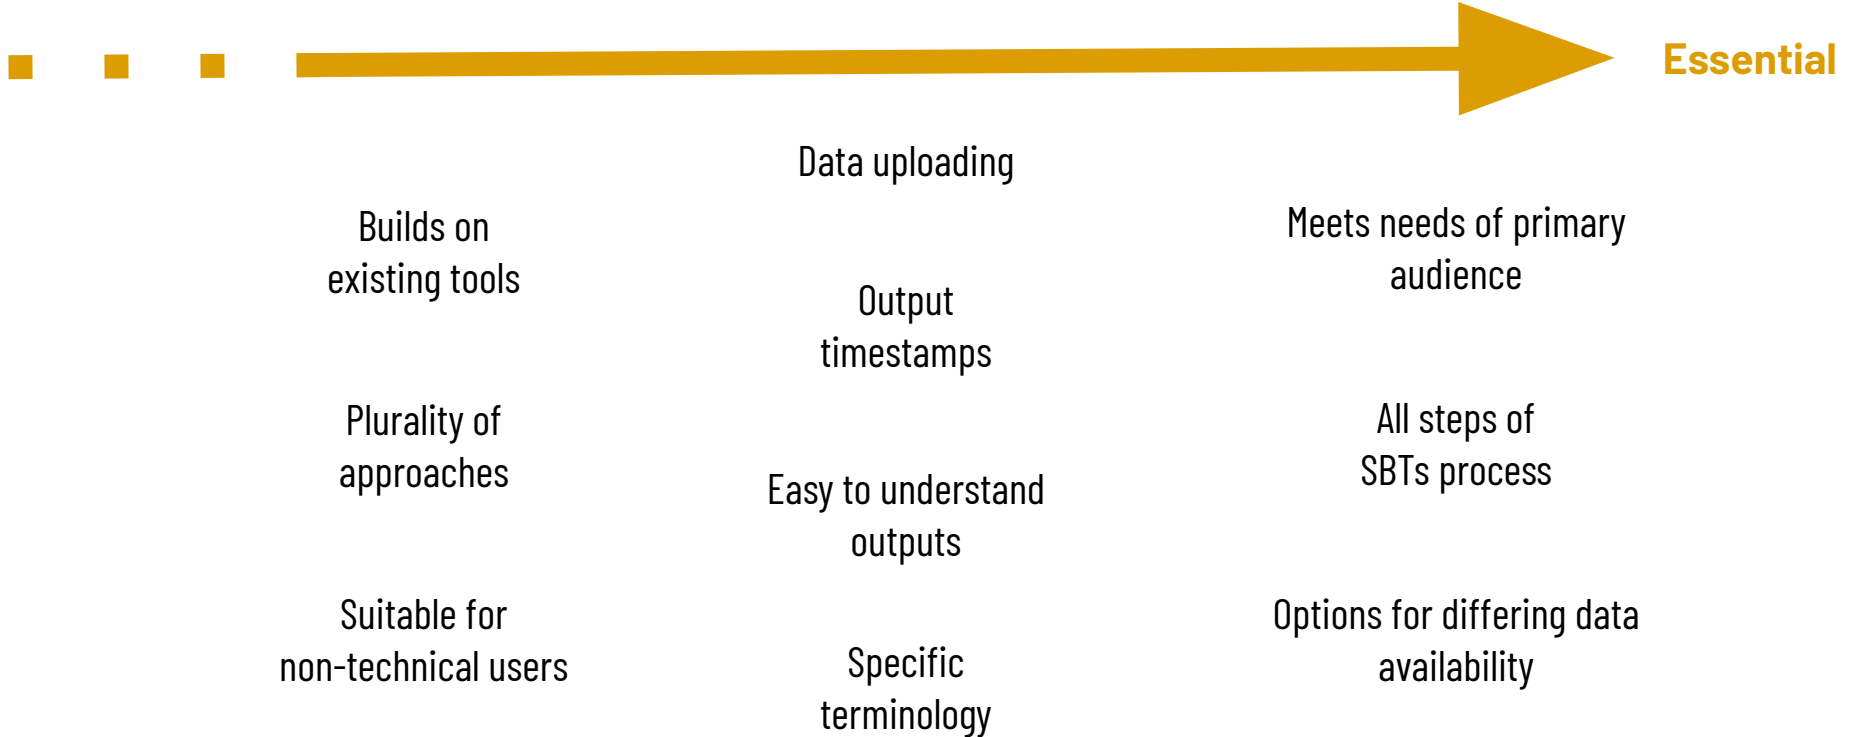 Essential
Builds on
existing tools
Plurality of
approaches
Suitable for
non-technical users
Data uploading
Output
timestamps
Easy to understand
outputs
Specific
terminology
Meets needs of primary
audience
All steps of
SBTs process
Options for differing data
availability